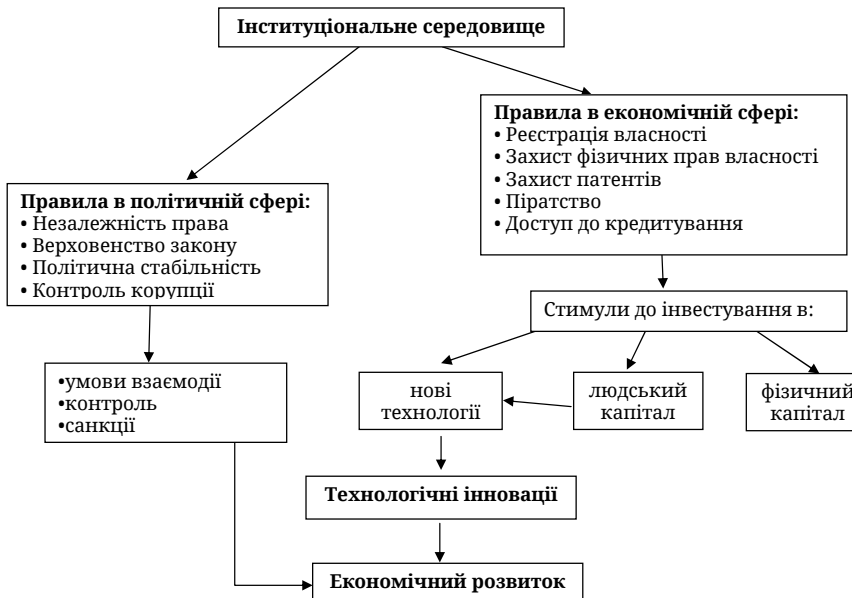 Інституціональне середовище
Правила в економічній сфері:
• Реєстрація власності
• Захист фізичних прав власності
• Захист патентів
• Піратство
• Доступ до кредитування
Правила в політичній сфері:
• Незалежність права
• Верховенство закону
• Політична стабільність
• Контроль корупції
Стимули до інвестування в:
•умови взаємодії
•контроль
•санкції
нові
технології
людський
капітал
фізичний
капітал
Технологічні інновації
Економічний розвиток